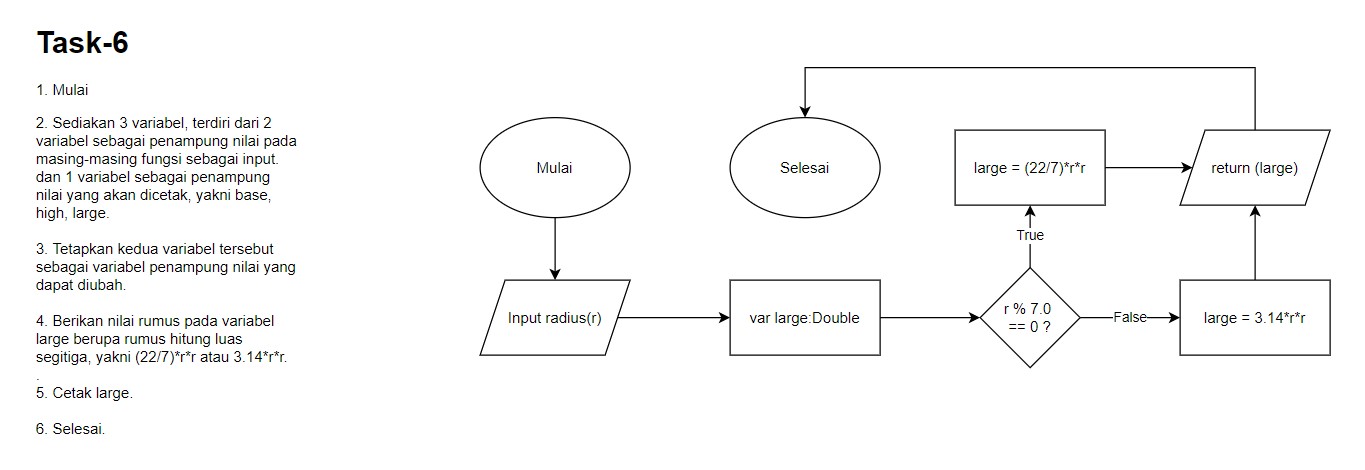 Task-6
1. Mulai
2. Sediakan 3 variabel, terdiri dari 2
variabel sebagai penampung nilai pada
masing-masing fungsi sebagai input.
dan 1 variabel sebagai penampung
nilai yang akan dicetak, yakni base,
high, large.
3. Tetapkan kedua variabel tersebut
sebagai variabel penampung nilai yang
dapat diubah.
4. Berikan nilai rumus pada variabel
large berupa rumus hitung luas
segitiga, yakni (22/7)*r*r atau 3.14*r*r.
.
5. Cetak large.
6. Selesai.
Mulai
Input radius(r)
var large:Double
r % 7.0
== 0 ?
True
large = (22/7)*r*r
False
large = 3.14*r*r
return (large)
Selesai